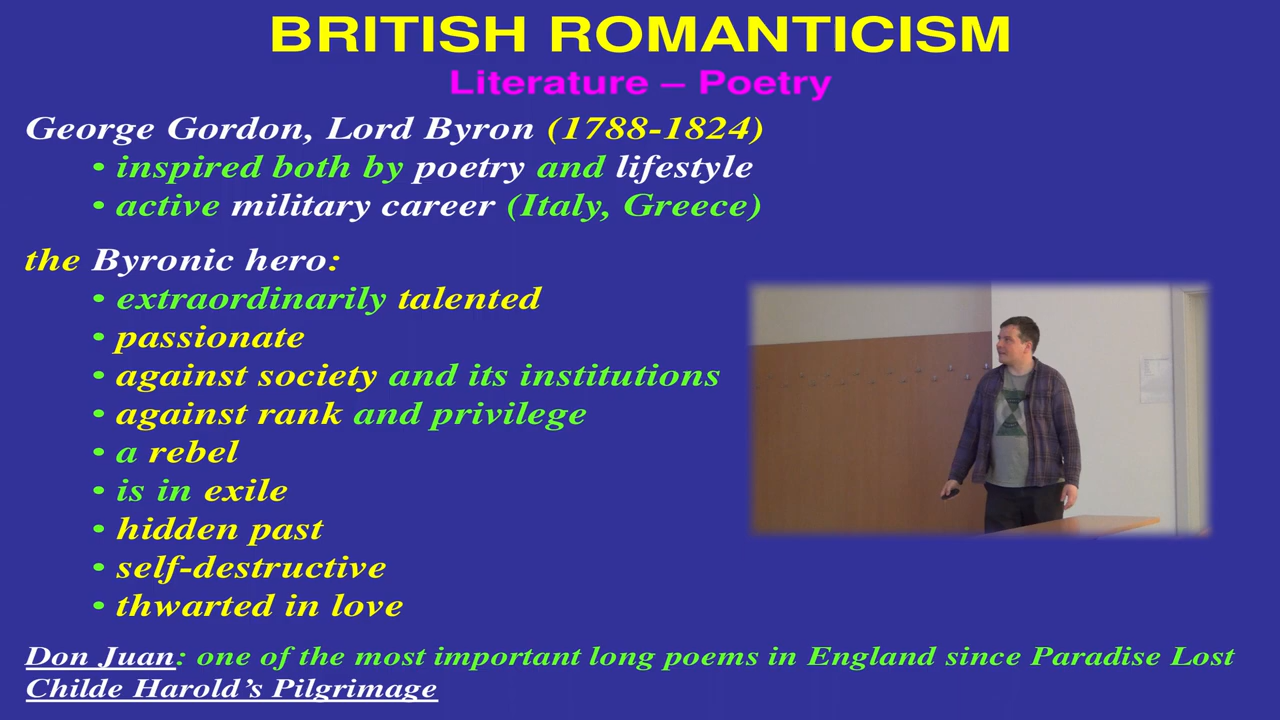 BRITISH ROMANTICISM
Literature – Poetry
George Gordon, Lord Byron (1788-1824)
• inspired both by poetry and lifestyle
• active military career (Italy, Greece)
the Byronic hero:
• extraordinarily talented
• passionate
• against society and its institutions
• against rank and privilege
• a rebel
• is in exile
• hidden past
• self-destructive
• thwarted in love
Don Juan: one of the most important long poems in England since Paradise Lost
Childe Harold’s Pilgrimage